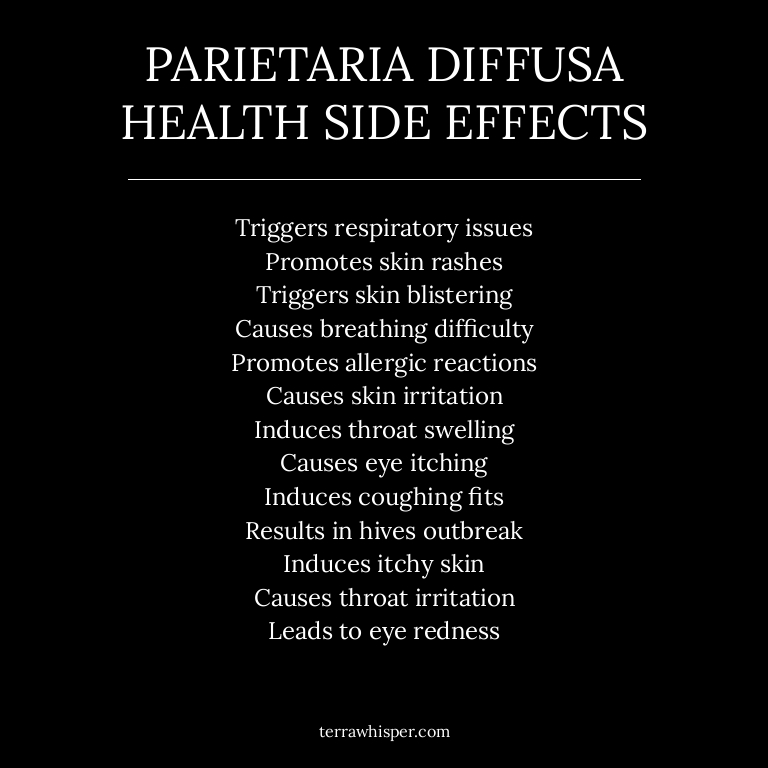 PARIETARIA DIFFUSA
HEALTH SIDE EFFECTS
Triggers respiratory issues
Promotes skin rashes
Triggers skin blistering
Causes breathing difficulty
Promotes allergic reactions
Causes skin irritation
Induces throat swelling
Causes eye itching
Induces coughing fits
Results in hives outbreak
Induces itchy skin
Causes throat irritation
Leads to eye redness
terrawhisper.com